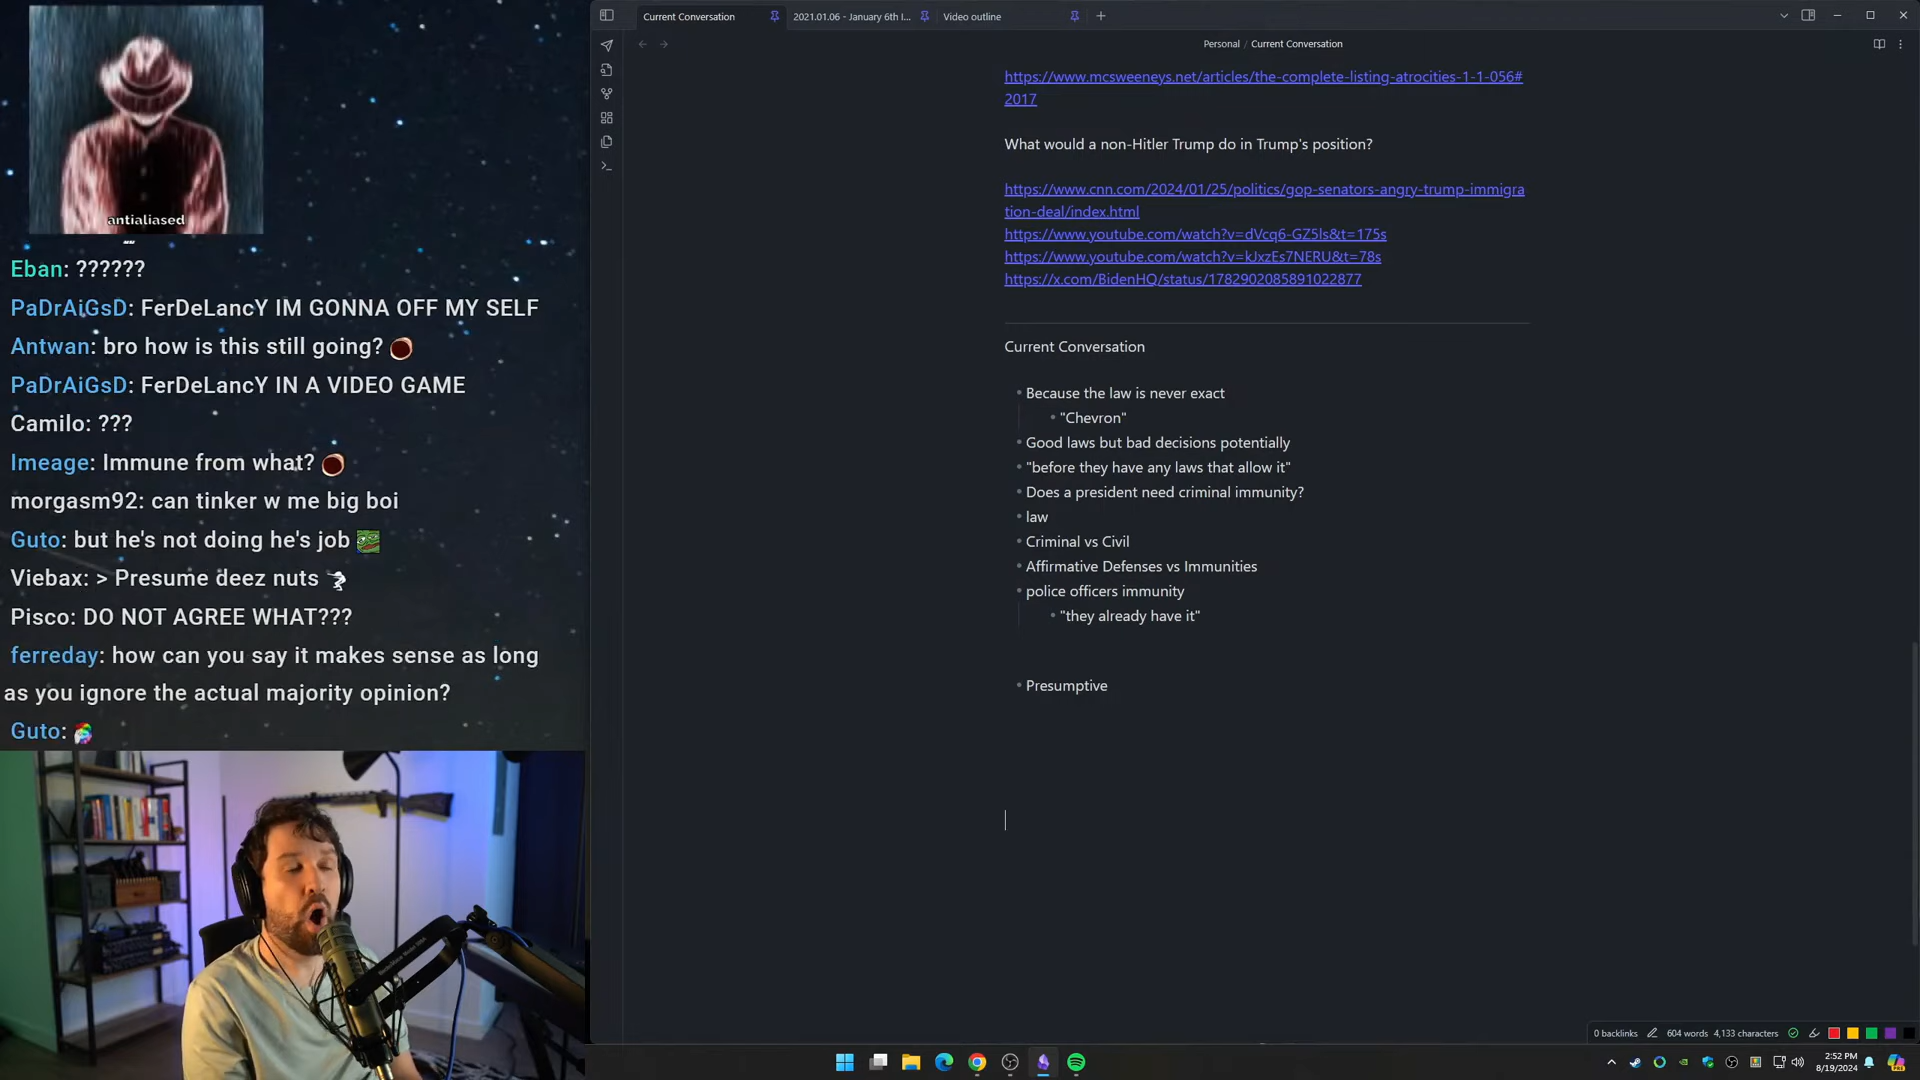 antialiased
Eban: ??????
PaDrAiGsD: FerDeLancY IM GONNA OFF MY SELF
Antwan: bro how is this still going?
PaDrAiGsD: FerDeLancY IN A VIDEO GAME
Camilo: ???
Imeage: Immune from what?
morgasm92: can tinker w me big boi
Guto: but he's not doing he's job
Viebax: > Presume deez nuts
Pisco: DO NOT AGREE WHAT???
ferreday: how can you say it makes sense as long
as you ignore the actual majority opinion?
Guto:
Current Conversation
2021.01.06 - January 6th I...
Video outline
Personal / Current Conversation
https://www.mcsweeneys.net/articles/the-complete-listing-atrocities-1-1-056#
2017
What would a non-Hitler Trump do in Trump's position?
https://www.cnn.com/2024/01/25/politics/gop-senators-angry-trump-immigra
tion-deal/index.html
https://www.youtube.com/watch?v=dVcq6-GZ5ls&t=175s
https://www.youtube.com/watch?v=kJxzEs7NERU&t=78s
https://x.com/BidenHQ/status/1782902085891022877
Current Conversation
Because the law is never exact
"Chevron"
Good laws but bad decisions potentially
"before they have any laws that allow it"
Does a president need criminal immunity?
law
Criminal vs Civil
Affirmative Defenses vs Immunities
police officers immunity
"they already have it"
Presumptive
0 backlinks
604 words 4,133 characters
2:52 PM
8/19/2024